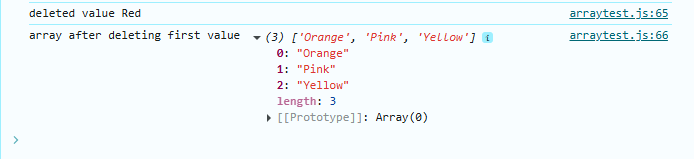 deleted value Red arraytest.js:65
array after deleting first value ▼ (3) ['Orange', 'Pink', 'Yellow'] i arraytest.js:66
0: "Orange"
1: "Pink"
2: "Yellow"
length: 3
▶ [[Prototype]]: Array(0)
>